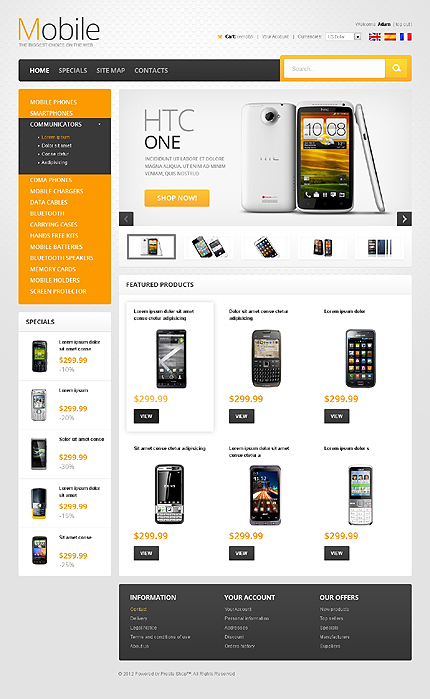 Mobile
THE BIGGEST CHOICE ON THE WEB
Welcome Adam (log out)
Cart: (empty) | Your Account | Currencies:
HOME SPECIALS SITE MAP CONTACTS
Search...
MOBILE PHONES
SMARTPHONES
COMMUNICATORS
Lorem ipsum
Dolor sit amet
Conse ctetur
Aedipisicing
CDMA PHONES
MOBILE CHARGERS
DATA CABLES
BLUETOOTH
CARRYING CASES
HANDS FREE KITS
MOBILE BATTERIES
BLUETOOTH SPEAKERS
MEMORY CARDS
MOBILE HOLDERS
SCREEN PROTECTOR
HTC
ONE
INCIDIDUNT UT LABORE ET DOLORE
MAGNA ALIQUA. UT ENIM AD MINIM
VENIAM, QUIS NOSTRUD
SHOP NOW!
10:08
SPECIALS
Lorem ipsum dolor
sit amet conse
$299.99
-10%
Lorem ipsum
$299.99
-20%
Dolor sit amet conse
$299.99
-30%
Lorem ipsum dolor
sit amet
$299.99
-15%
Sit amet conse
$299.99
-25%
FEATURED PRODUCTS
Lorem ipsum dolor sit amet
conse ctetur adipisicing
$299.99
VIEW
Dolor sit amet conse ctetur
adipisicing
$299.99
VIEW
Lorem ipsum dolor
$299.99
VIEW
Sit amet conse ctetur adipisicing
$299.99
VIEW
Lorem ipsum dolor sit amet
conse ctetur a
$299.99
VIEW
Lorem ipsum dolor s
$299.99
VIEW
INFORMATION
Contact
Delivery
Legal Notice
Terms and conditions of use
About us
YOUR ACCOUNT
Your Account
Personal information
Addresses
Discount
Orders history
OUR OFFERS
New products
Top sellers
Specials
Manufacturers
Suppliers
© 2012 Powered by Presta Shop™. All Rights Reserved